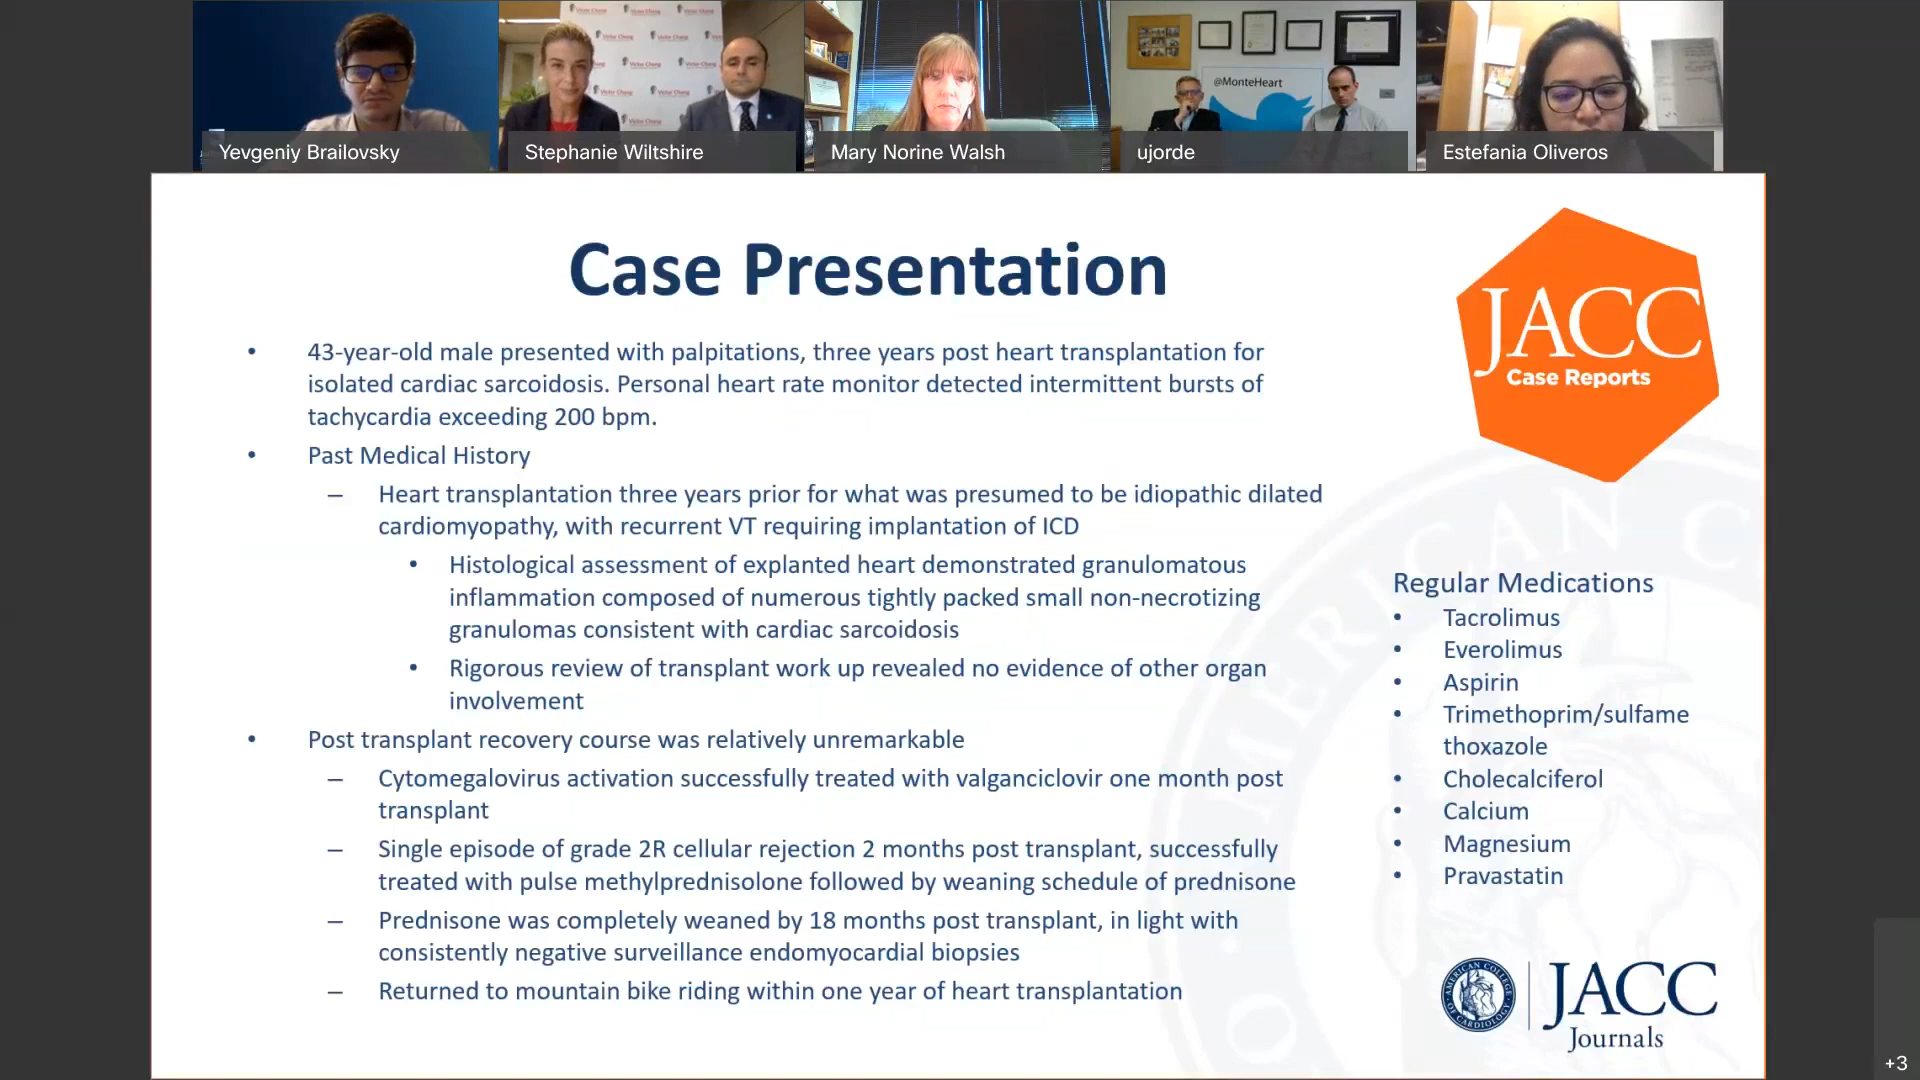 Victor Chang
@MonteHeart
Yevgeniy Brailovsky
Stephanie Wiltshire
Mary Norine Walsh
ujorde
Estefania Oliveros
Case Presentation
JACC
Case Reports
• 43-year-old male presented with palpitations, three years post heart transplantation for
isolated cardiac sarcoidosis. Personal heart rate monitor detected intermittent bursts of
tachycardia exceeding 200 bpm.
• Past Medical History
– Heart transplantation three years prior for what was presumed to be idiopathic dilated
cardiomyopathy, with recurrent VT requiring implantation of ICD
• Histological assessment of explanted heart demonstrated granulomatous
inflammation composed of numerous tightly packed small non-necrotizing
granulomas consistent with cardiac sarcoidosis
• Rigorous review of transplant work up revealed no evidence of other organ
involvement
• Post transplant recovery course was relatively unremarkable
– Cytomegalovirus activation successfully treated with valganciclovir one month post
transplant
– Single episode of grade 2R cellular rejection 2 months post transplant, successfully
treated with pulse methylprednisolone followed by weaning schedule of prednisone
– Prednisone was completely weaned by 18 months post transplant, in light with
consistently negative surveillance endomyocardial biopsies
– Returned to mountain bike riding within one year of heart transplantation
Regular Medications
• Tacrolimus
• Everolimus
• Aspirin
• Trimethoprim/sulfame
thoxazole
• Cholecalciferol
• Calcium
• Magnesium
• Pravastatin
AMERICAN COLLEGE OF CARDIOLOGY
JACC
Journals
AMERICAN C
+3